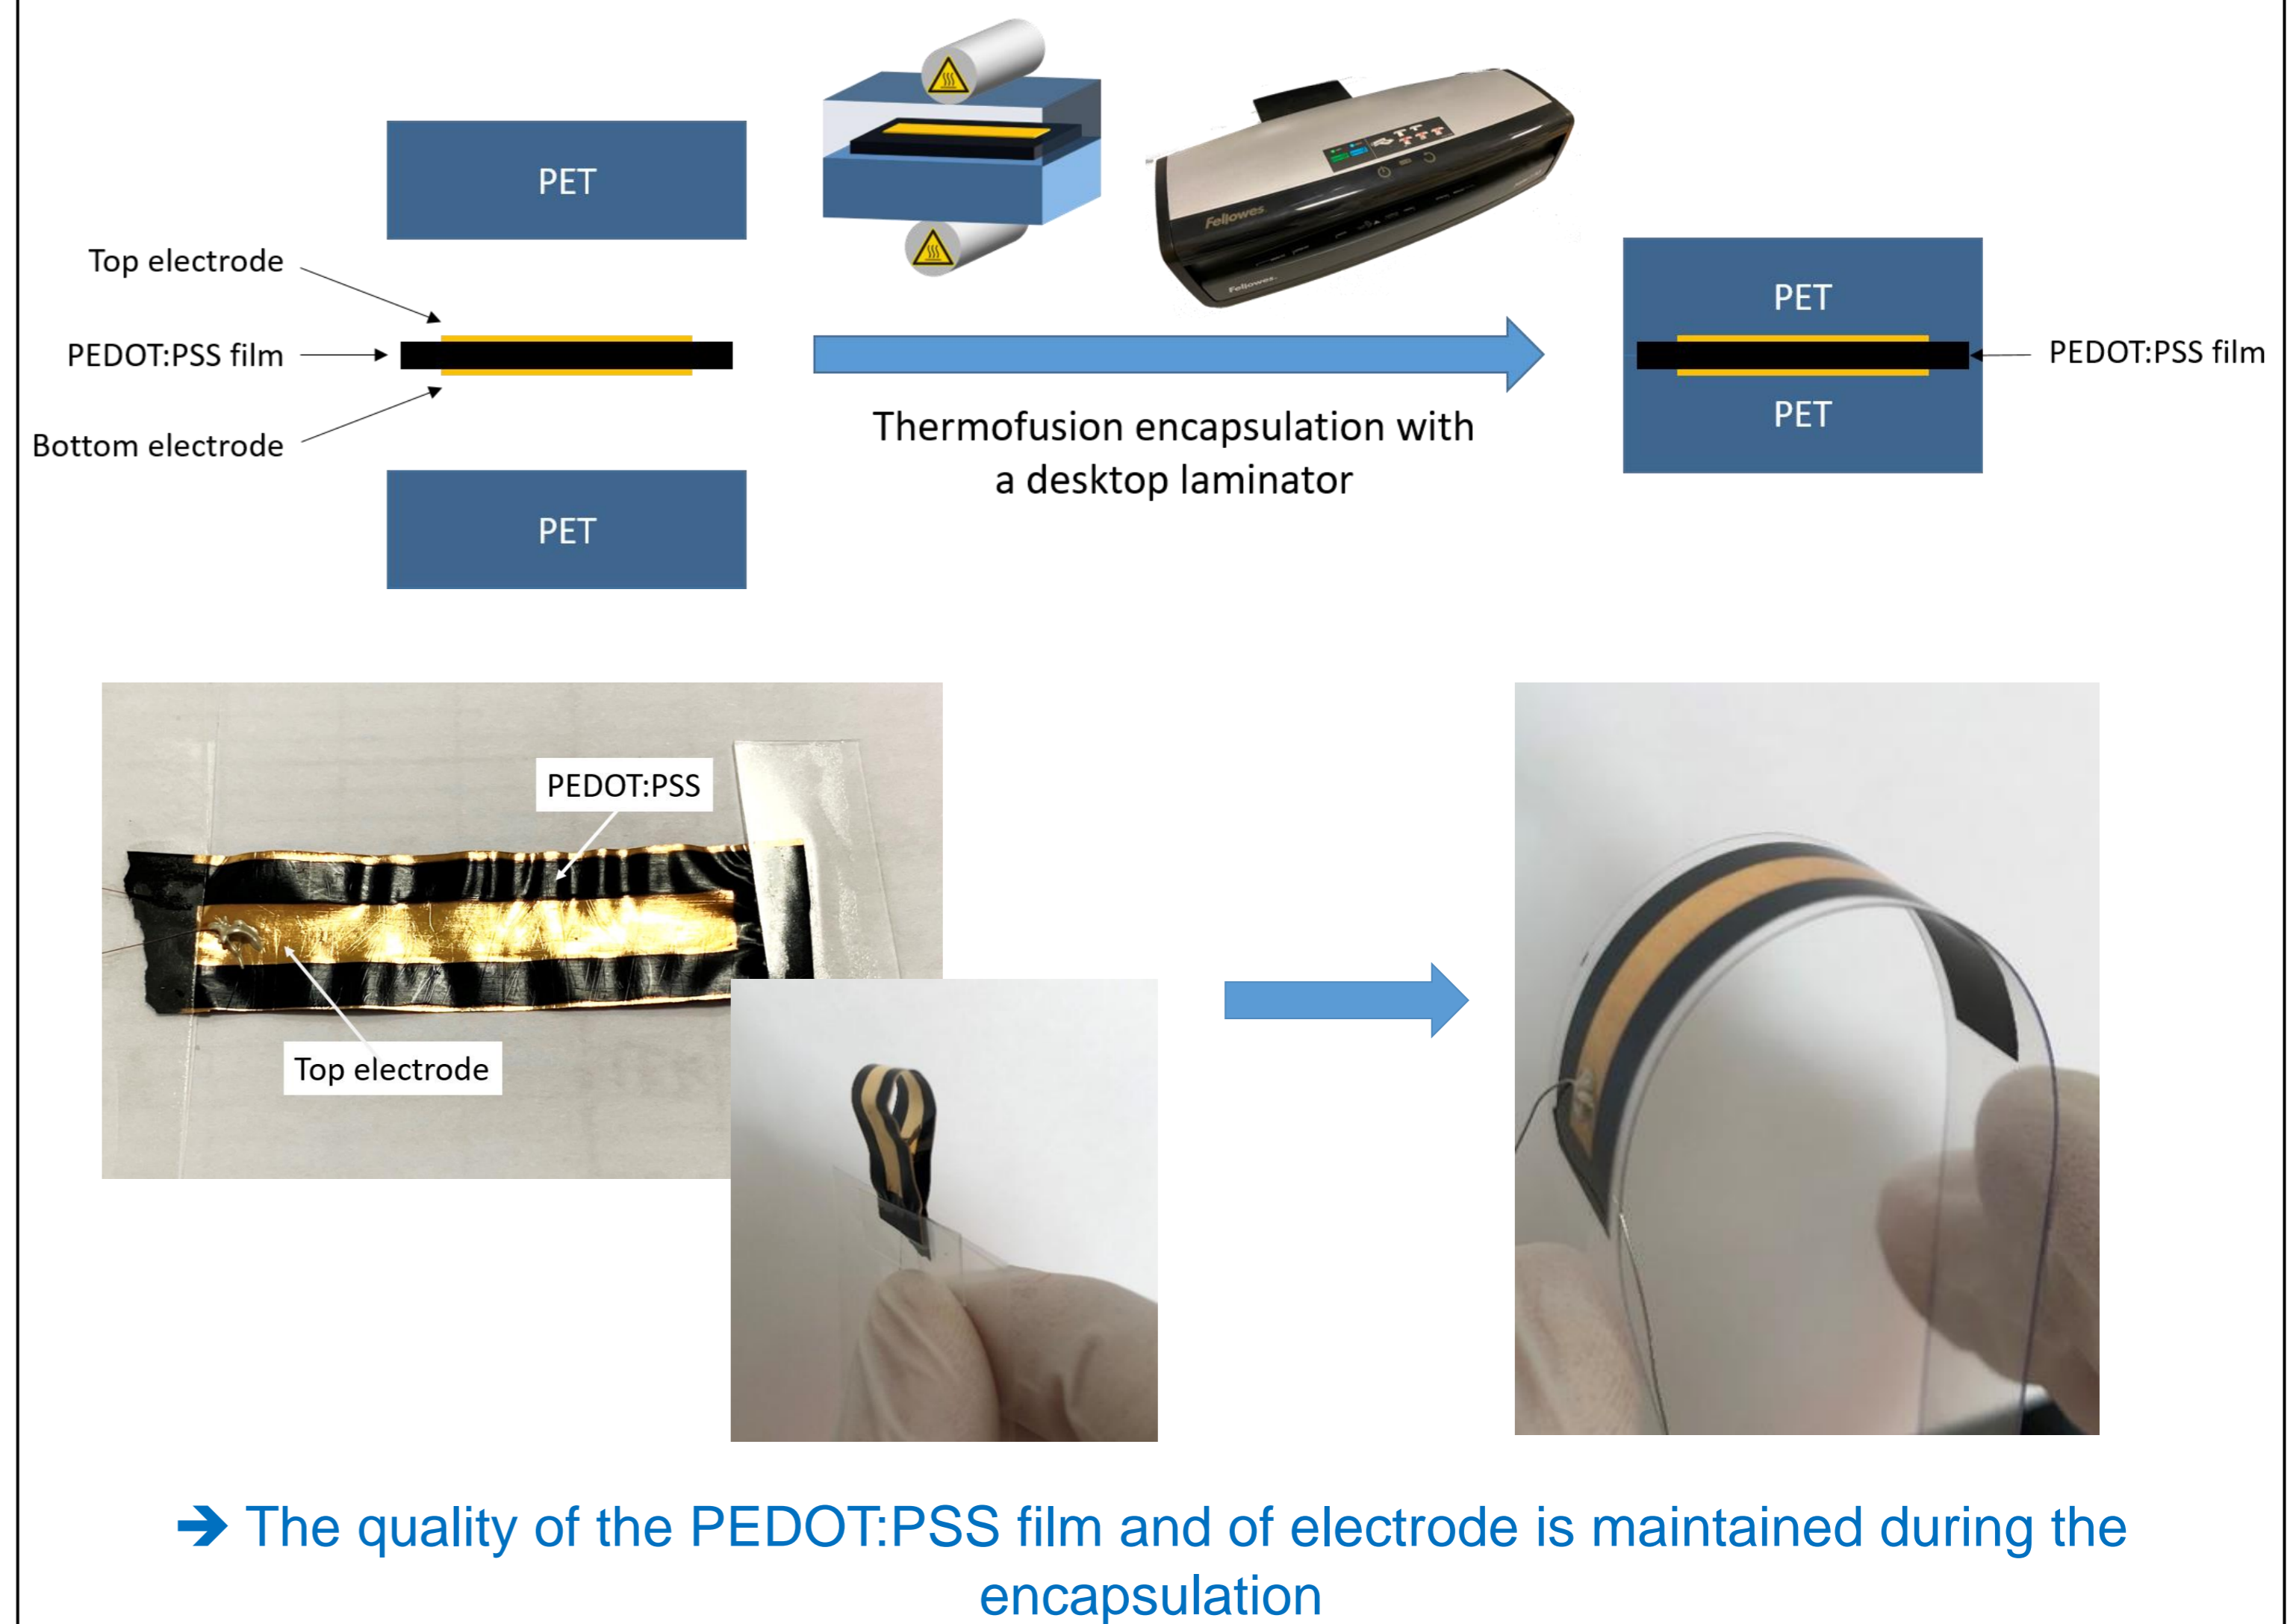 PET
Top electrode
PEDOT:PSS film
Bottom electrode
PET
Fellowes
Fellowes.
Thermofusion encapsulation with
a desktop laminator
PET
PEDOT:PSS film
PET
PEDOT:PSS
Top electrode
➔ The quality of the PEDOT:PSS film and of electrode is maintained during the
encapsulation